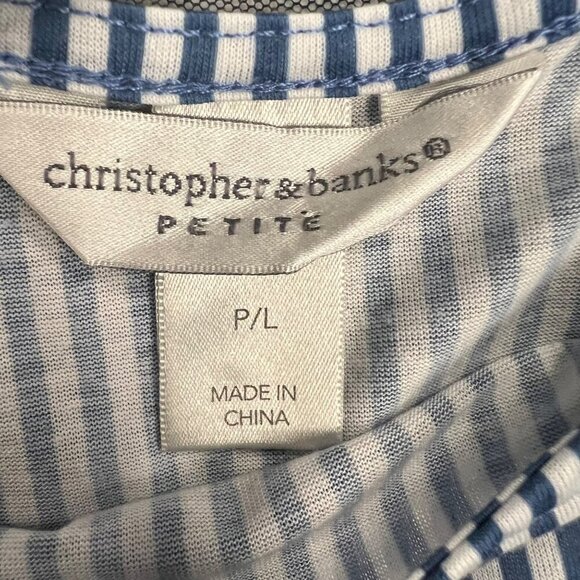 christopher&banks®
PETITE
P/L
MADE IN
CHINA